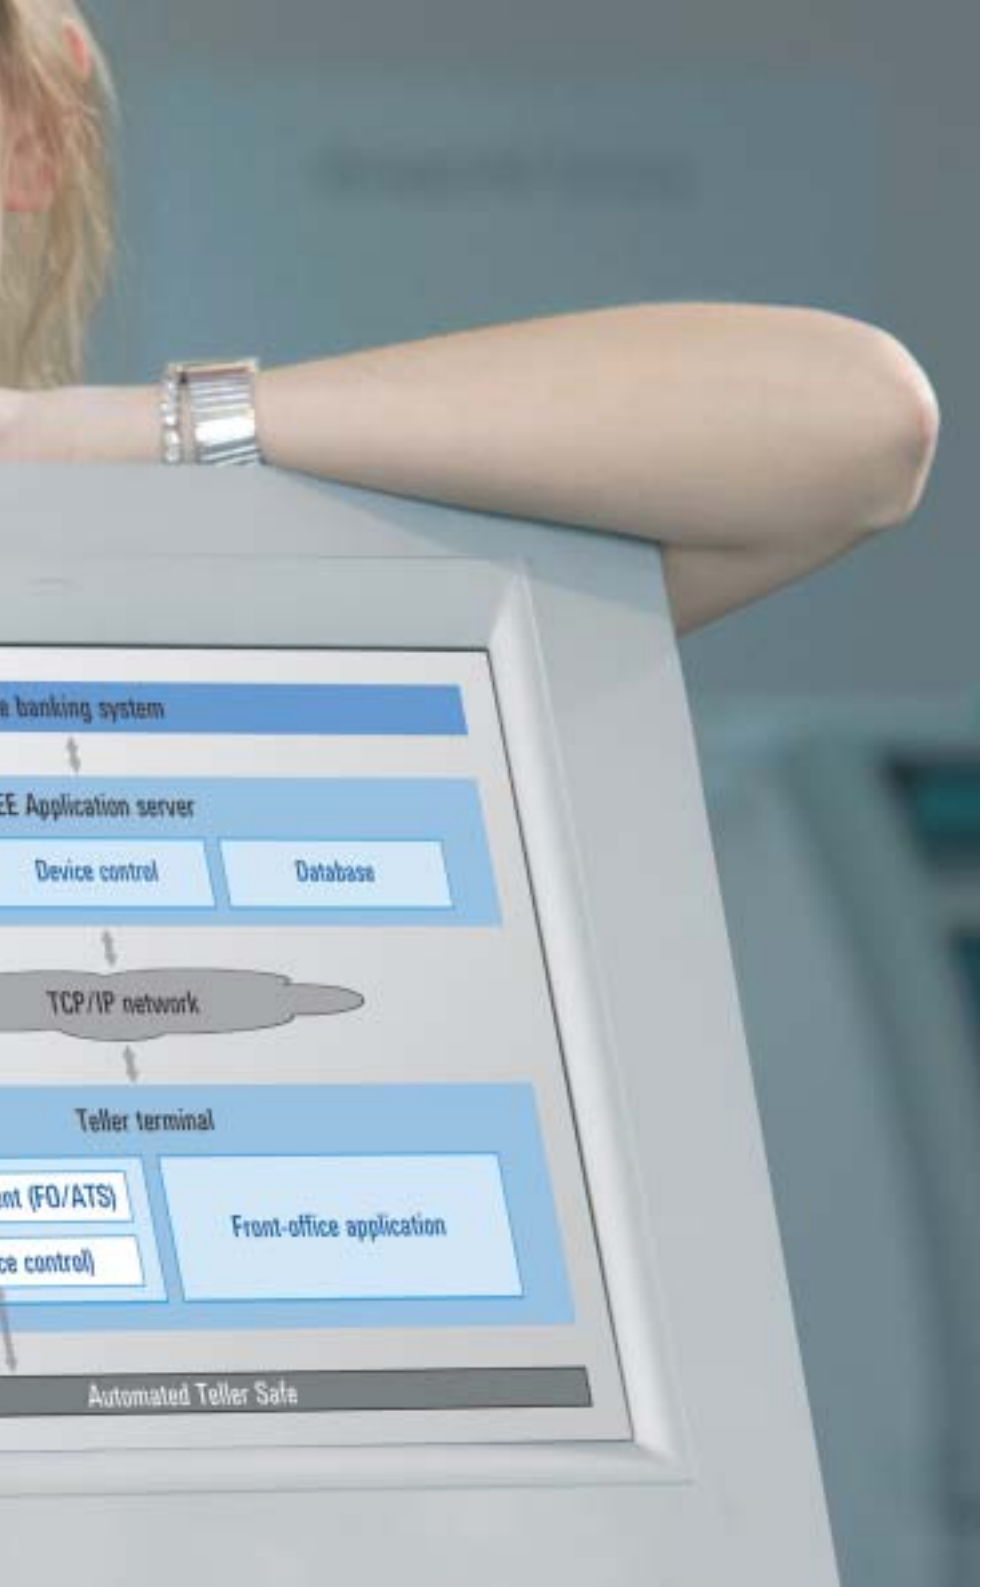 e banking system
EE Application server
Device control
Database
TCP/IP network
Teller terminal
ent (FO/ATS)
Front-office application
ce control)
Automated Teller Safe